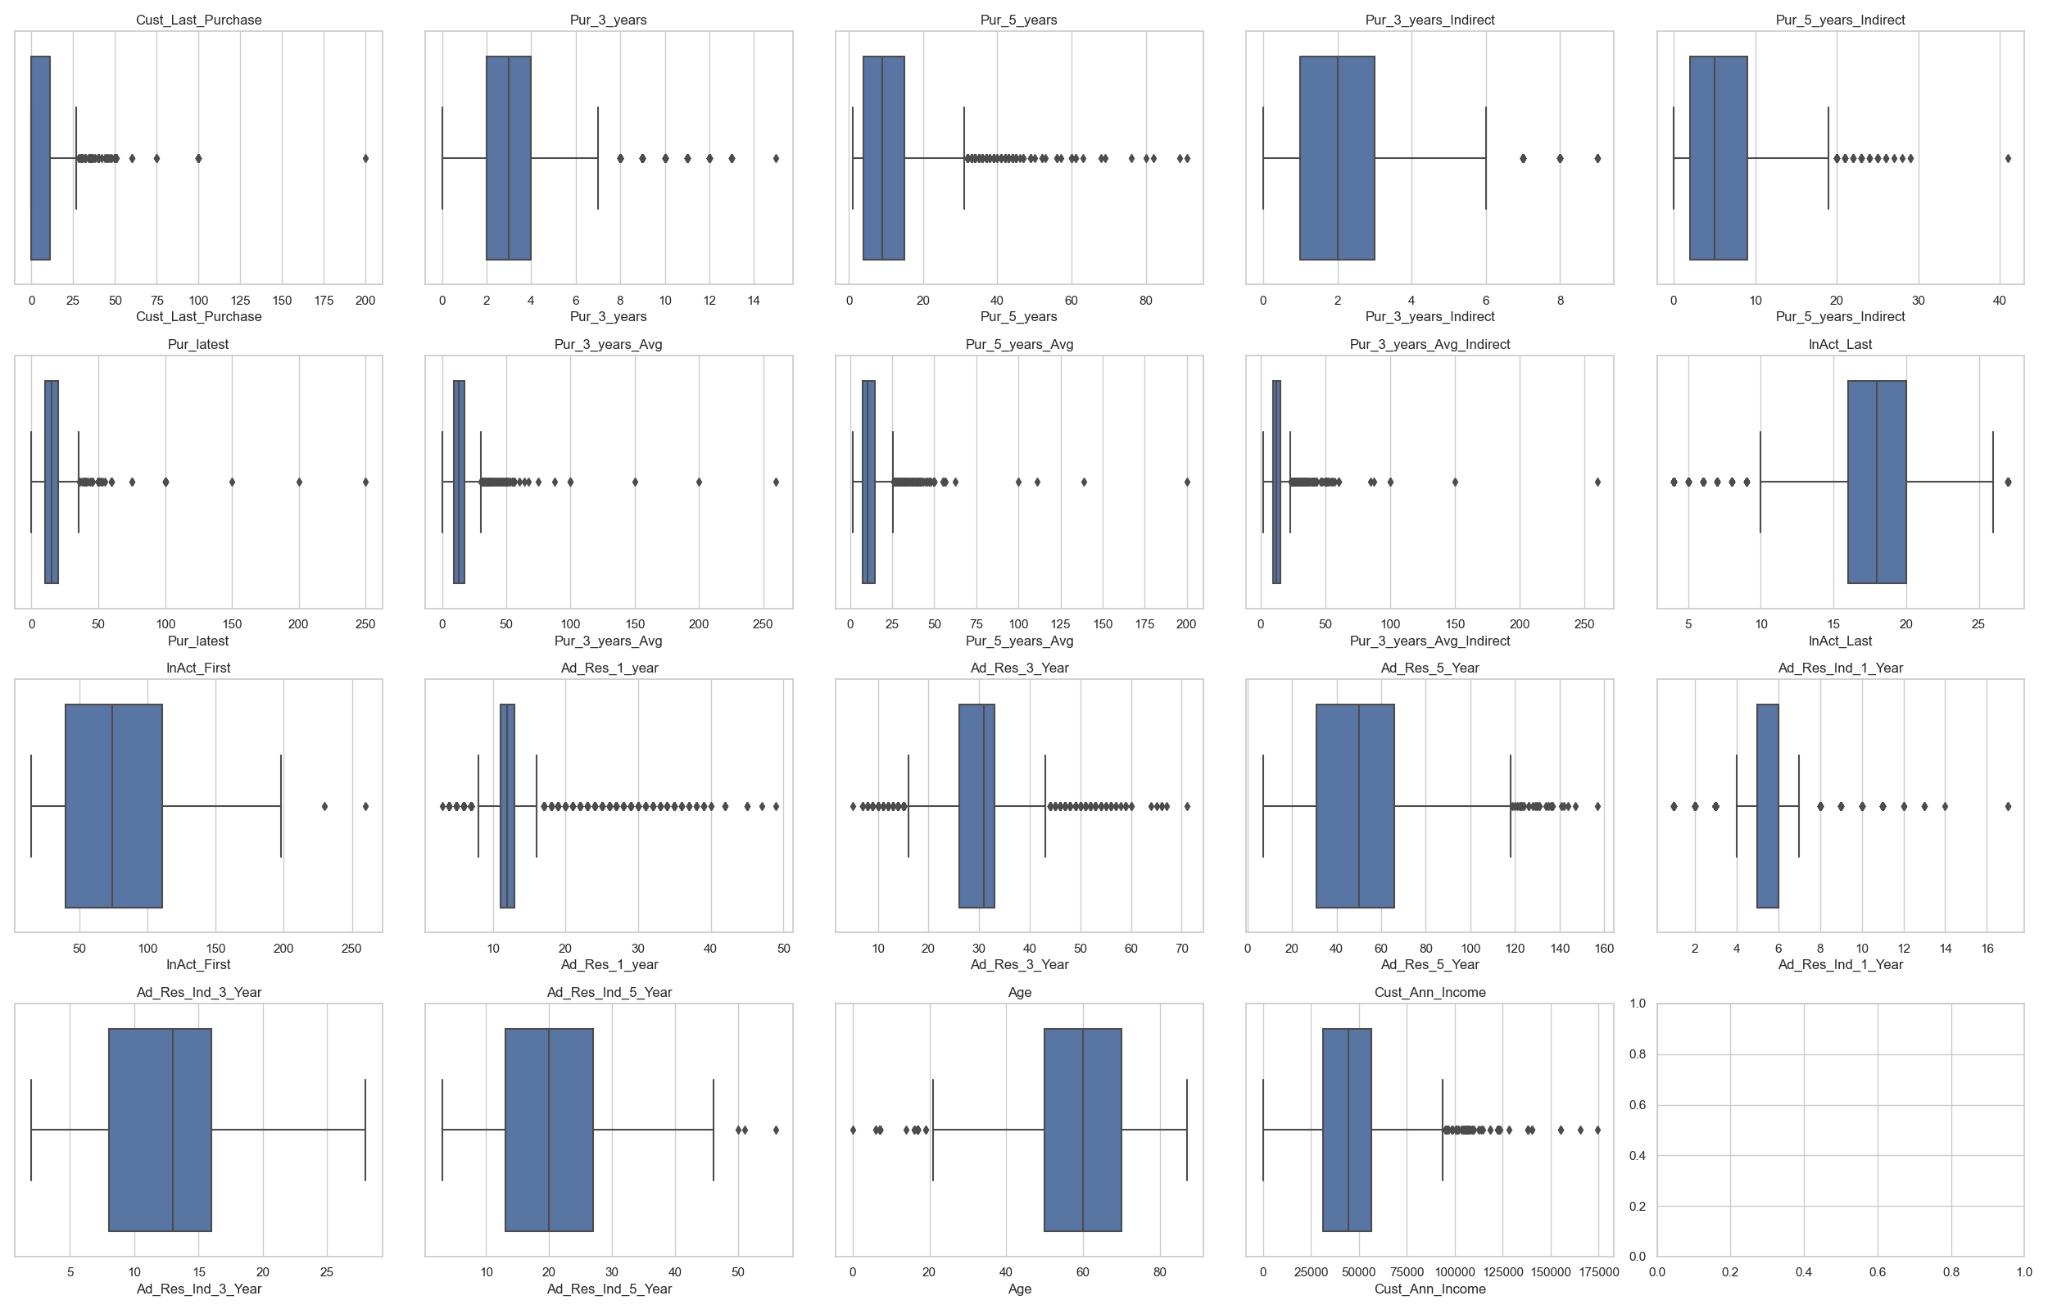 Cust_Last_Purchase Pur_3_years Pur_5_years Pur_3_years_Indirect Pur_5_years_Indirect
0 25 50 75 100 125 150 175 200 0 2 4 6 8 10 12 14 0 20 40 60 80 0 2 4 6 8 0 10 20 30 40
Cust_Last_Purchase Pur_3_years Pur_5_years Pur_3_years_Indirect Pur_5_years_Indirect
Pur_latest Pur_3_years_Avg Pur_5_years_Avg Pur_3_years_Avg_Indirect InAct_Last
0 50 100 150 200 250 0 50 100 150 200 250 0 25 50 75 100 125 150 175 200 0 50 100 150 200 250 5 10 15 20 25
Pur_latest Pur_3_years_Avg Pur_5_years_Avg Pur_3_years_Avg_Indirect InAct_Last
InAct_First Ad_Res_1_year Ad_Res_3_Year Ad_Res_5_Year Ad_Res_Ind_1_Year
50 100 150 200 250 10 20 30 40 50 10 20 30 40 50 60 70 0 20 40 60 80 100 120 140 160 2 4 6 8 10 12 14 16
InAct_First Ad_Res_1_year Ad_Res_3_Year Ad_Res_5_Year Ad_Res_Ind_1_Year
Ad_Res_Ind_3_Year Ad_Res_Ind_5_Year Age Cust_Ann_Income
1.0
0.8
0.6
0.4
0.2
0.0
5 10 15 20 25 10 20 30 40 50 0 20 40 60 80 0 25000 50000 75000 100000 125000 150000 175000 0.0 0.2 0.4 0.6 0.8 1.0
Ad_Res_Ind_3_Year Ad_Res_Ind_5_Year Age Cust_Ann_Income